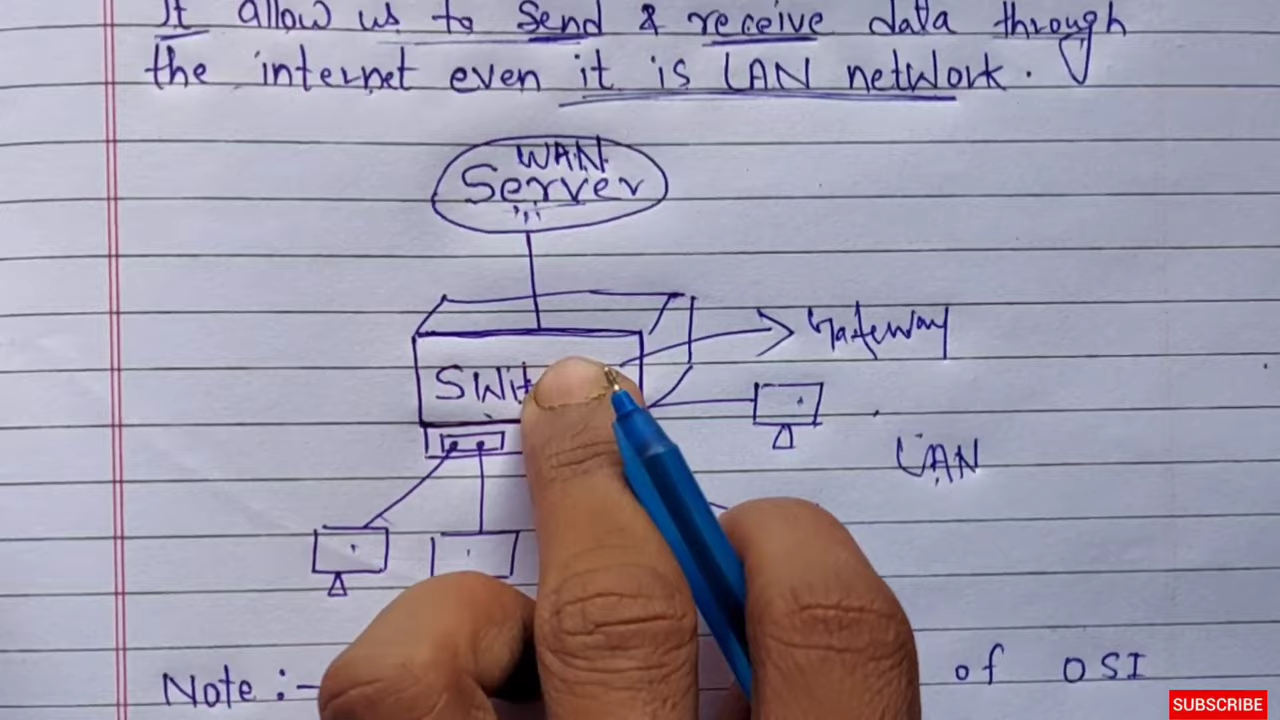 It allow us to Send & receive data through
the internet even it is LAN network.
WAN
Server
Gateway
LAN
Note :-
of OSI
SUBSCRIBE